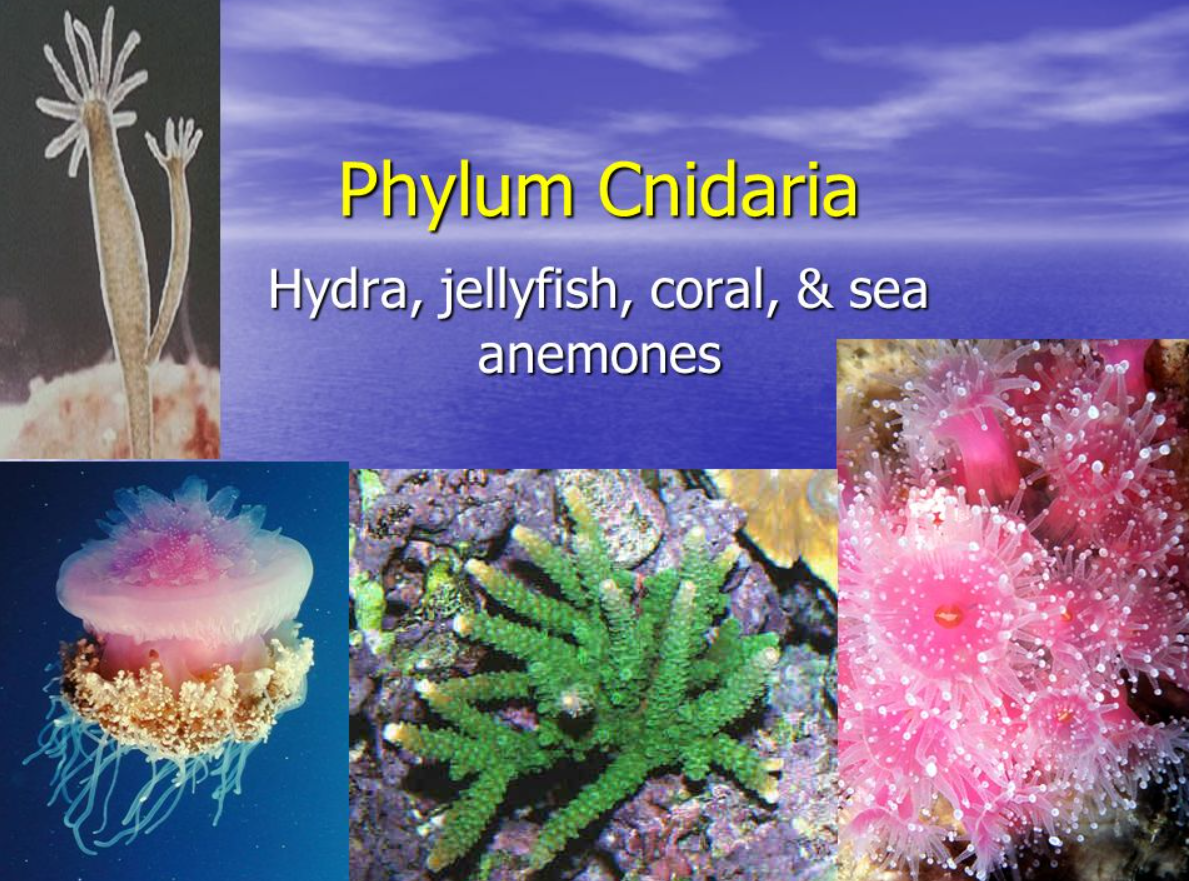 Phylum Cnidaria
Hydra, jellyfish, coral, & sea
anemones